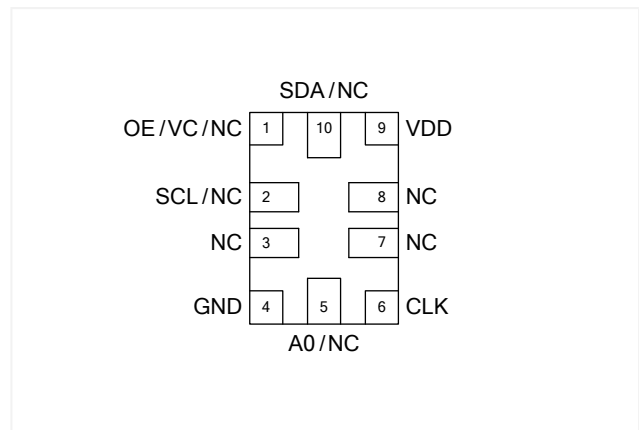 SDA/NC
OE/VC/NC 1 10 9 VDD
SCL/NC 2 8 NC
NC 3 7 NC
GND 4 5 6 CLK
A0/NC